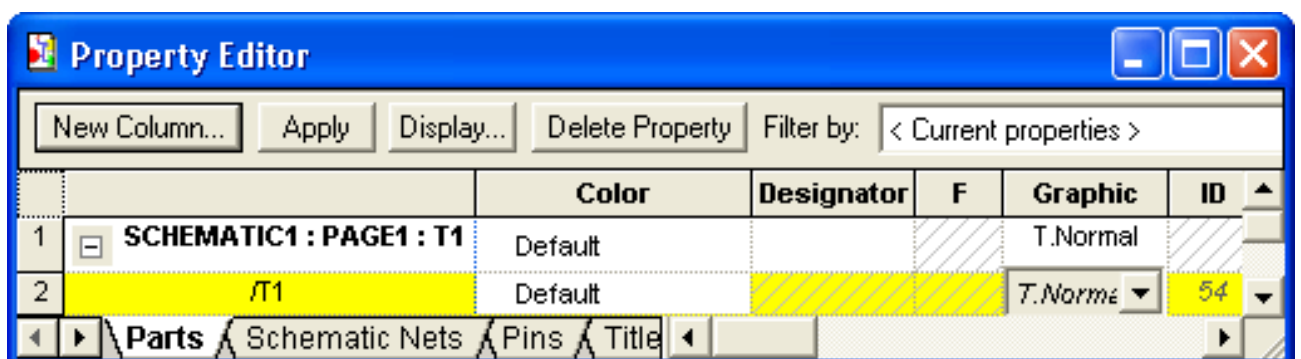 Property Editor
New Column... Apply Display... Delete Property Filter by: < Current properties >
Color Designator F Graphic ID
1 SCHEMATIC1 : PAGE1 : T1 Default T.Normal
2 /T1 Default T.Norma 54
Parts Schematic Nets Pins Title